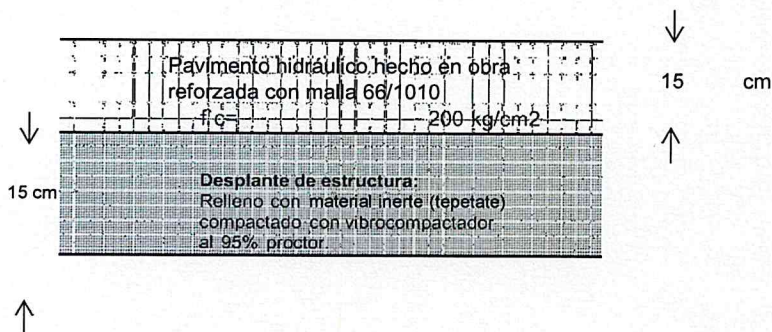 Pavimento hidráulico hecho en obra
reforzada con malla 66/1010
f'c= 200 kg/cm2
15 cm
15 cm
Desplante de estructura:
Relleno con material inerte (tepetate)
compactado con vibrocompactador
al 95% proctor.